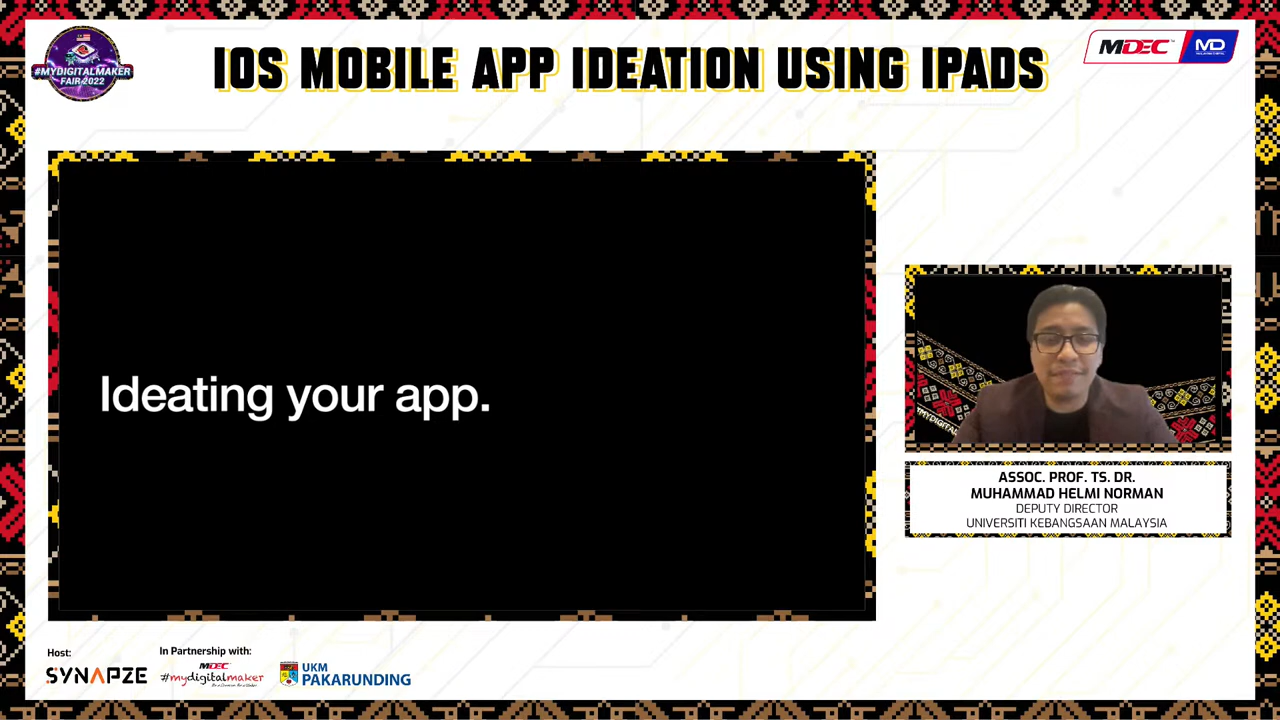 #MYDIGITALMAKER
FAIR 2022
IOS MOBILE APP IDEATION USING IPADS
MDEC
MD
Ideating your app.
#MYDIGITAL
ASSOC. PROF. TS. DR.
MUHAMMAD HELMI NORMAN
DEPUTY DIRECTOR
UNIVERSITI KEBANGSAAN MALAYSIA
Host:
SYNAPZE
In Partnership with:
MDEC
#mydigitalmaker
UKM
PAKARUNDING